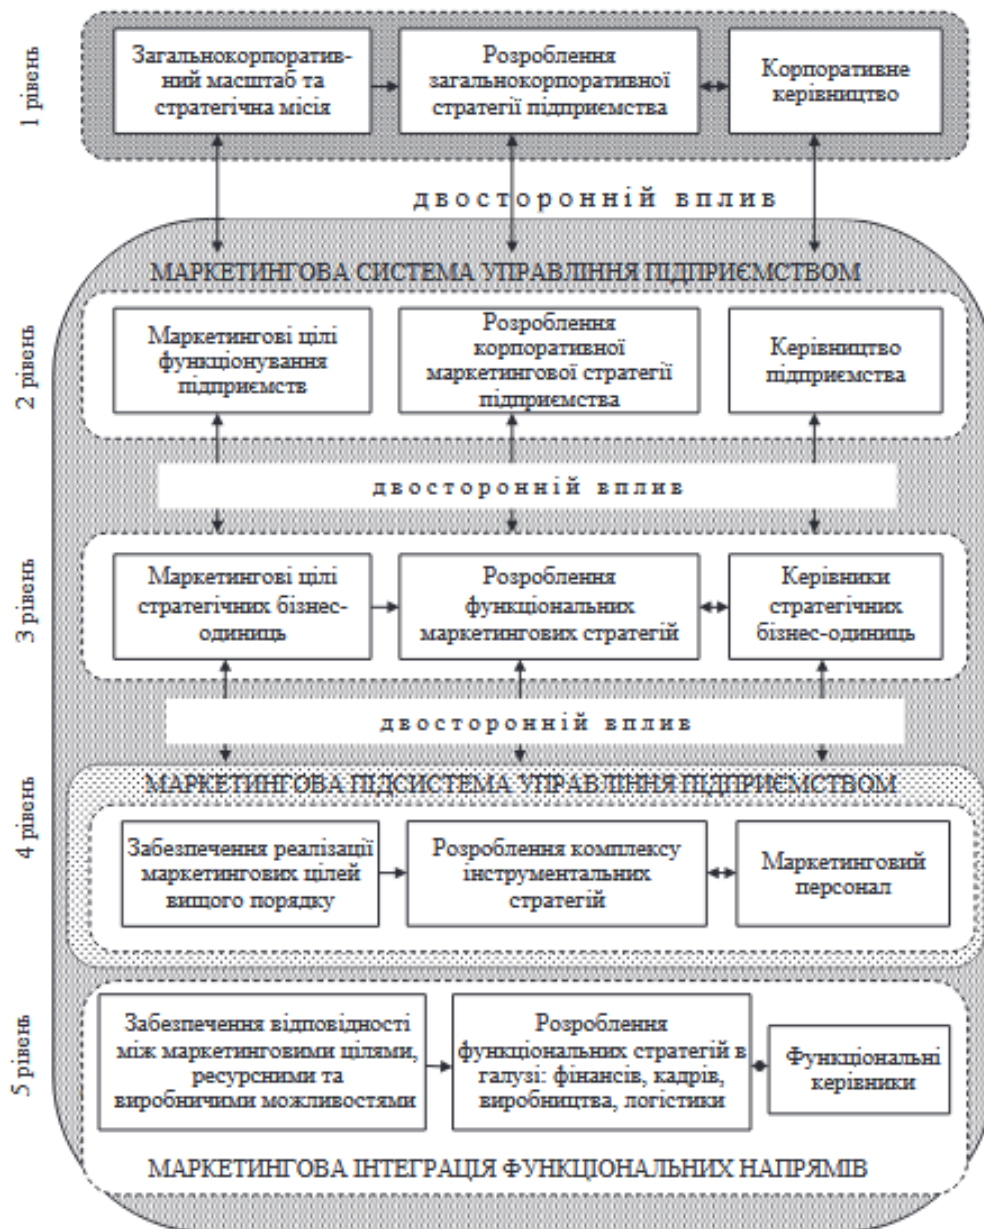 1 рівень
Загальнокорпоратив-
ний масштаб та
стратегічна місія
Розроблення
загальнокорпоративної
стратегії підприємства
Корпоративне
керівництво
двосторонній вплив
МАРКЕТИНГОВА СИСТЕМА УПРАВЛІННЯ ПІДПРИЄМСТВОМ
2 рівень
Маркетингові цілі
функціонування
підприємств
Розроблення
корпоративної
маркетингової стратегії
підприємства
Керівництво
підприємства
двосторонній вплив
3 рівень
Маркетингові цілі
стратегічних бізнес-
одиниць
Розроблення
функціональних
маркетингових стратегій
Керівники
стратегічних
бізнес-одиниць
двосторонній вплив
МАРКЕТИНГОВА ПІДСИСТЕМА УПРАВЛІННЯ ПІДПРИЄМСТВОМ
4 рівень
Забезпечення реалізації
маркетингових цілей
вищого порядку
Розроблення комплексу
інструментальних
стратегій
Маркетинговий
персонал
5 рівень
Забезпечення відповідності
між маркетинговими цілями,
ресурсними та
виробничими можливостями
Розроблення
функціональних стратегій в
галузі: фінансів, кадрів,
виробництва, логістики
Функціональні
керівники
МАРКЕТИНГОВА ІНТЕГРАЦІЯ ФУНКЦІОНАЛЬНИХ НАПРЯМІВ